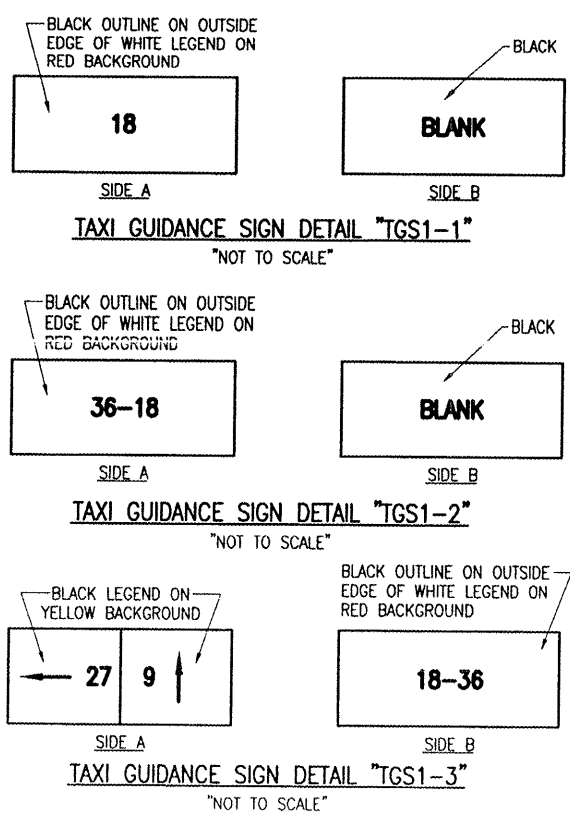 BLACK OUTLINE ON OUTSIDE
EDGE OF WHITE LEGEND ON
RED BACKGROUND
BLACK
18
BLANK
SIDE A
SIDE B
TAXI GUIDANCE SIGN DETAIL "TGS1-1"
"NOT TO SCALE"
BLACK OUTLINE ON OUTSIDE
EDGE OF WHITE LEGEND ON
RED BACKGROUND
BLACK
36-18
BLANK
SIDE A
SIDE B
TAXI GUIDANCE SIGN DETAIL "TGS1-2"
"NOT TO SCALE"
BLACK LEGEND ON
YELLOW BACKGROUND
BLACK OUTLINE ON OUTSIDE
EDGE OF WHITE LEGEND ON
RED BACKGROUND
← 27
9 ↑
18-36
SIDE A
SIDE B
TAXI GUIDANCE SIGN DETAIL "TGS1-3"
"NOT TO SCALE"